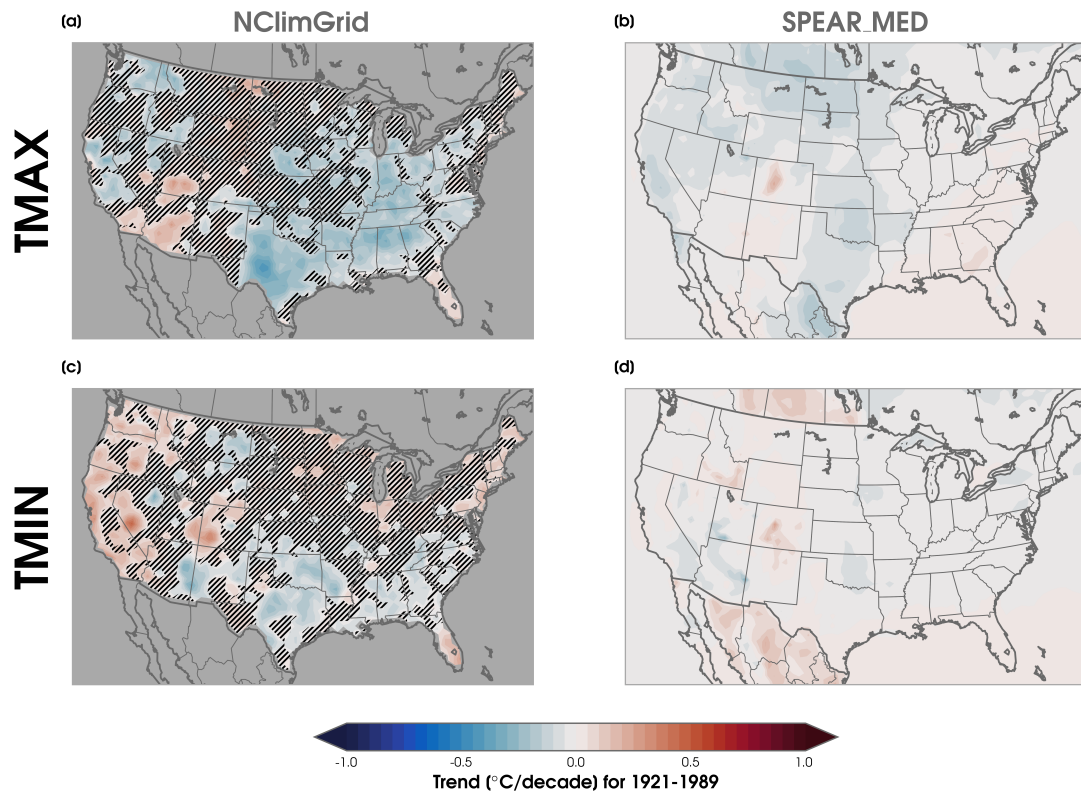 (a) NClimGrid
(b) SPEAR_MED
TMAX
(c)
(d)
TMIN
-1.0 -0.5 0.0 0.5 1.0
Trend [°C/decade] for 1921-1989